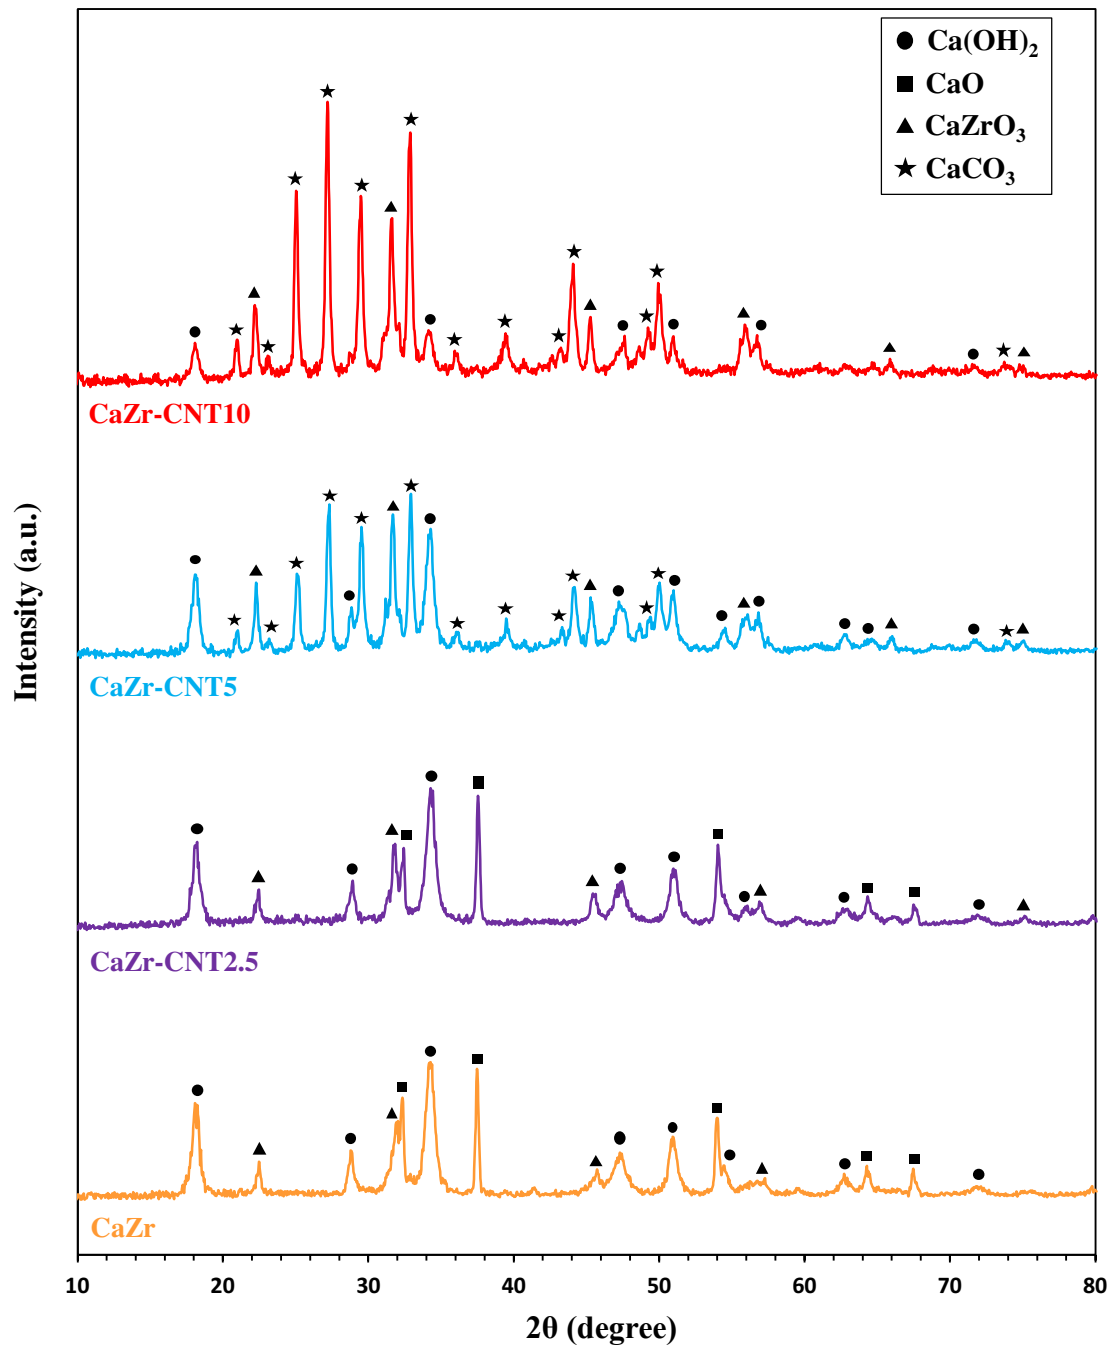 Ca(OH)₂
CaO
CaZrO₃
CaCO₃
CaZr-CNT10
CaZr-CNT5
CaZr-CNT2.5
CaZr
Intensity (a.u.)
10 20 30 40 50 60 70 80
2θ (degree)